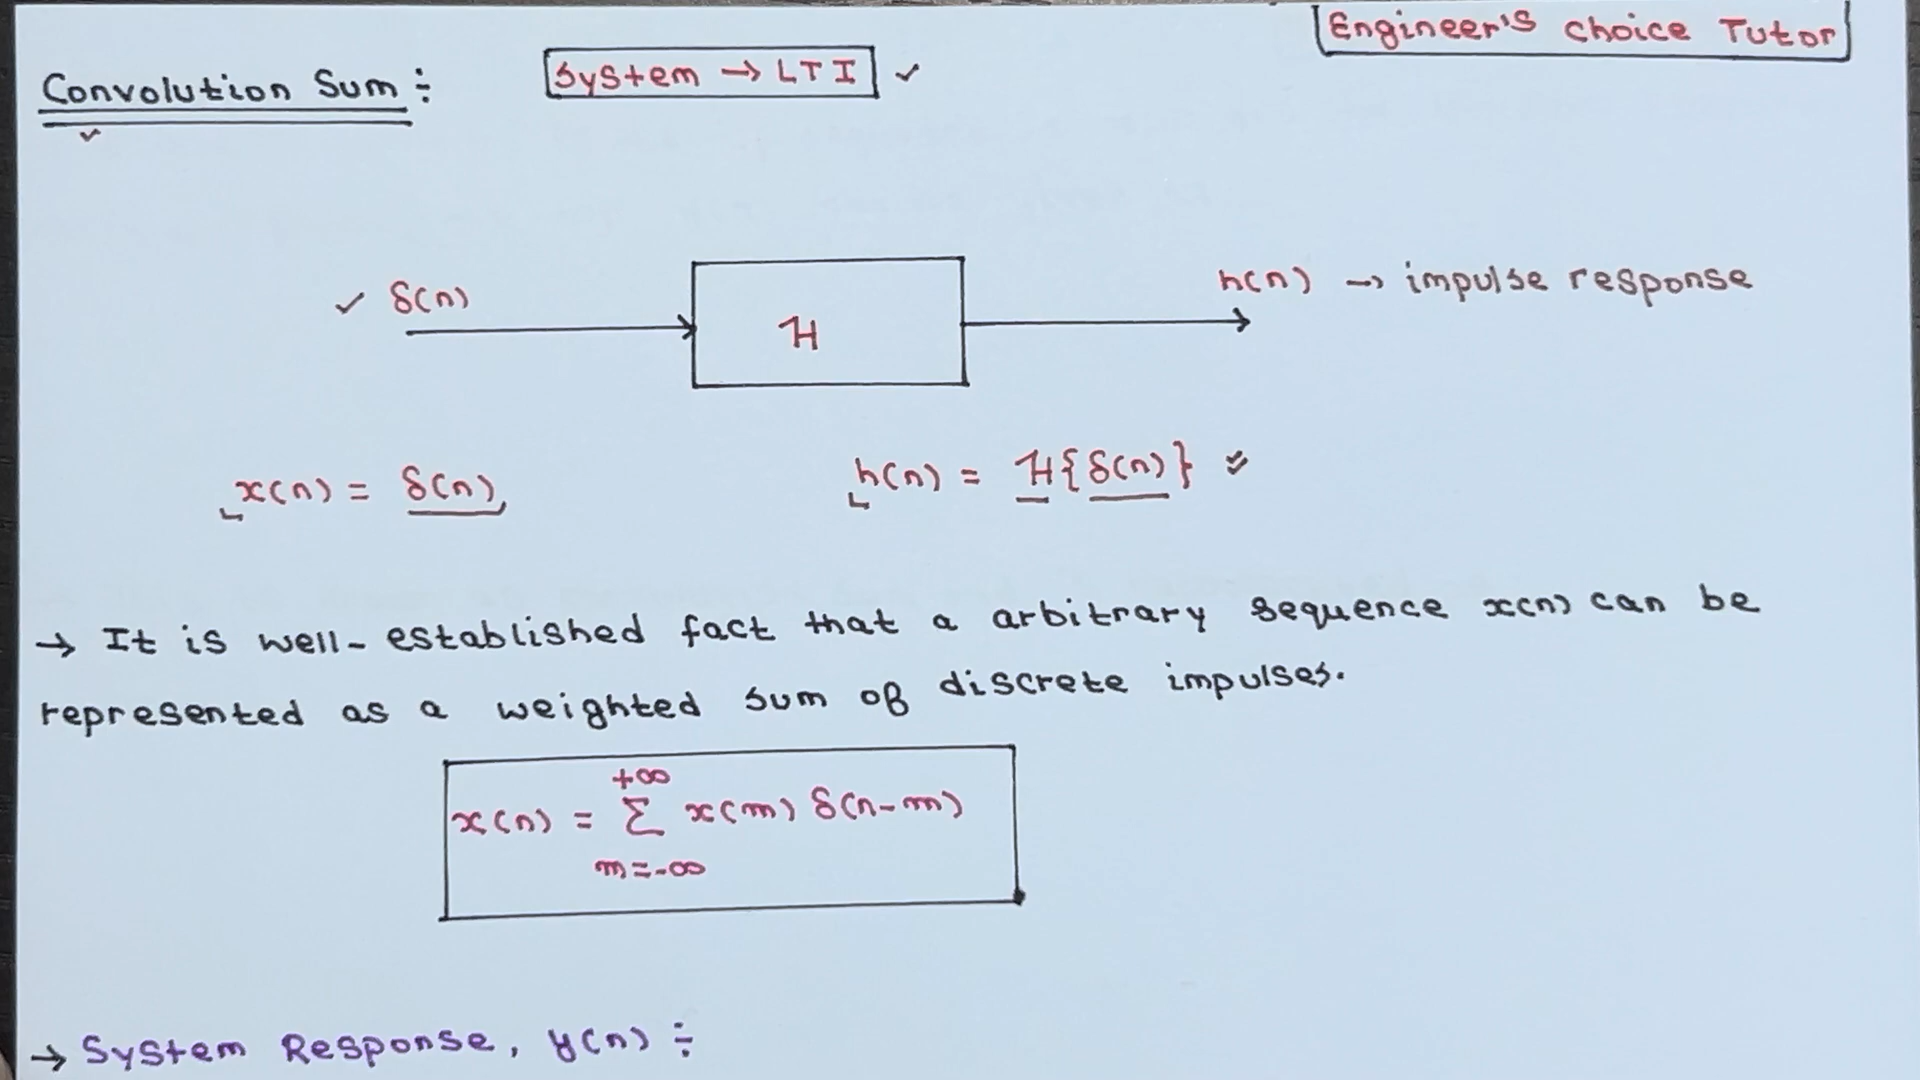 Engineer's Choice Tutor
Convolution Sum÷
System → LTI ✓
✓ δ(n)
H
h(n) → impulse response
x(n) = δ(n)
h(n) = H{δ(n)}
→ It is well-established fact that a arbitrary sequence x(n) can be
represented as a weighted sum of discrete impulses.
+∞
x(n) = Σ x(m) δ(n-m)
m=-∞
→ System Response, y(n) ÷